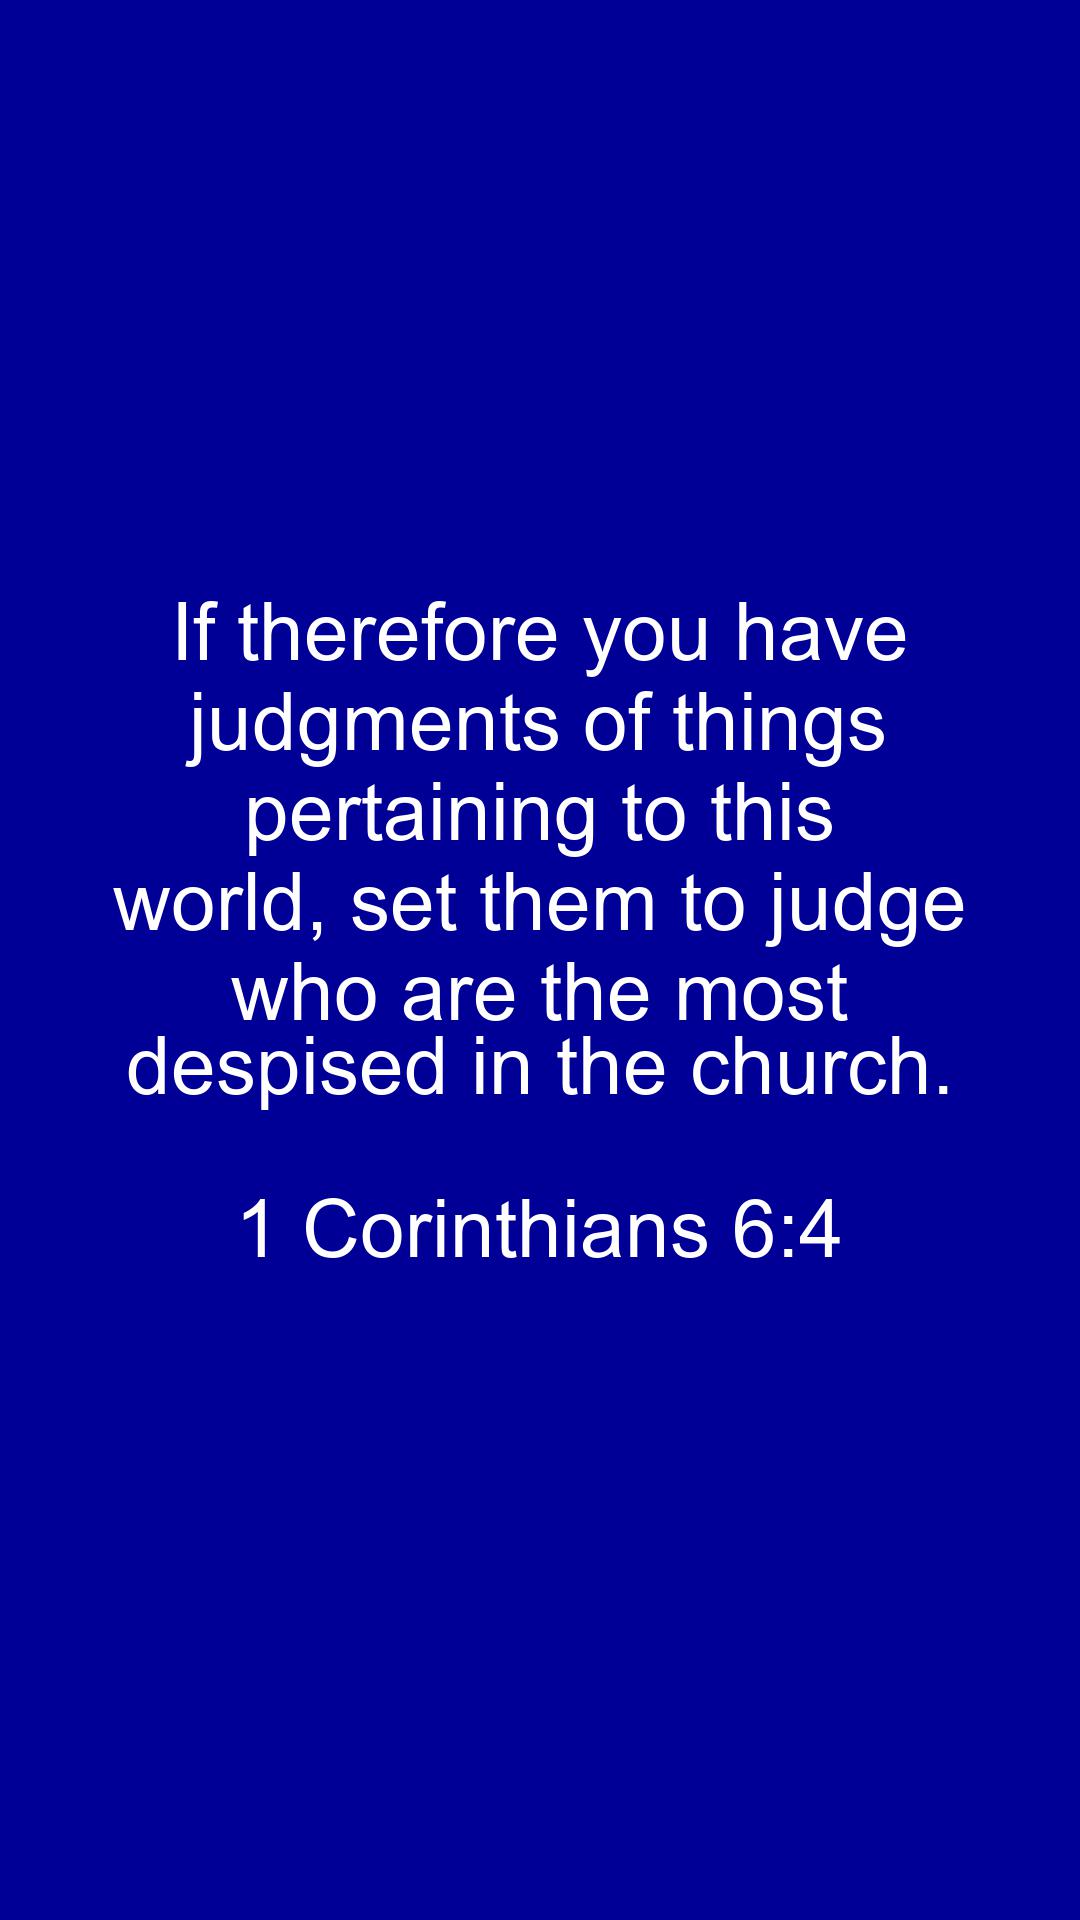 If therefore you have
judgments of things
pertaining to this
world, set them to judge
who are the most
despised in the church.
1 Corinthians 6:4